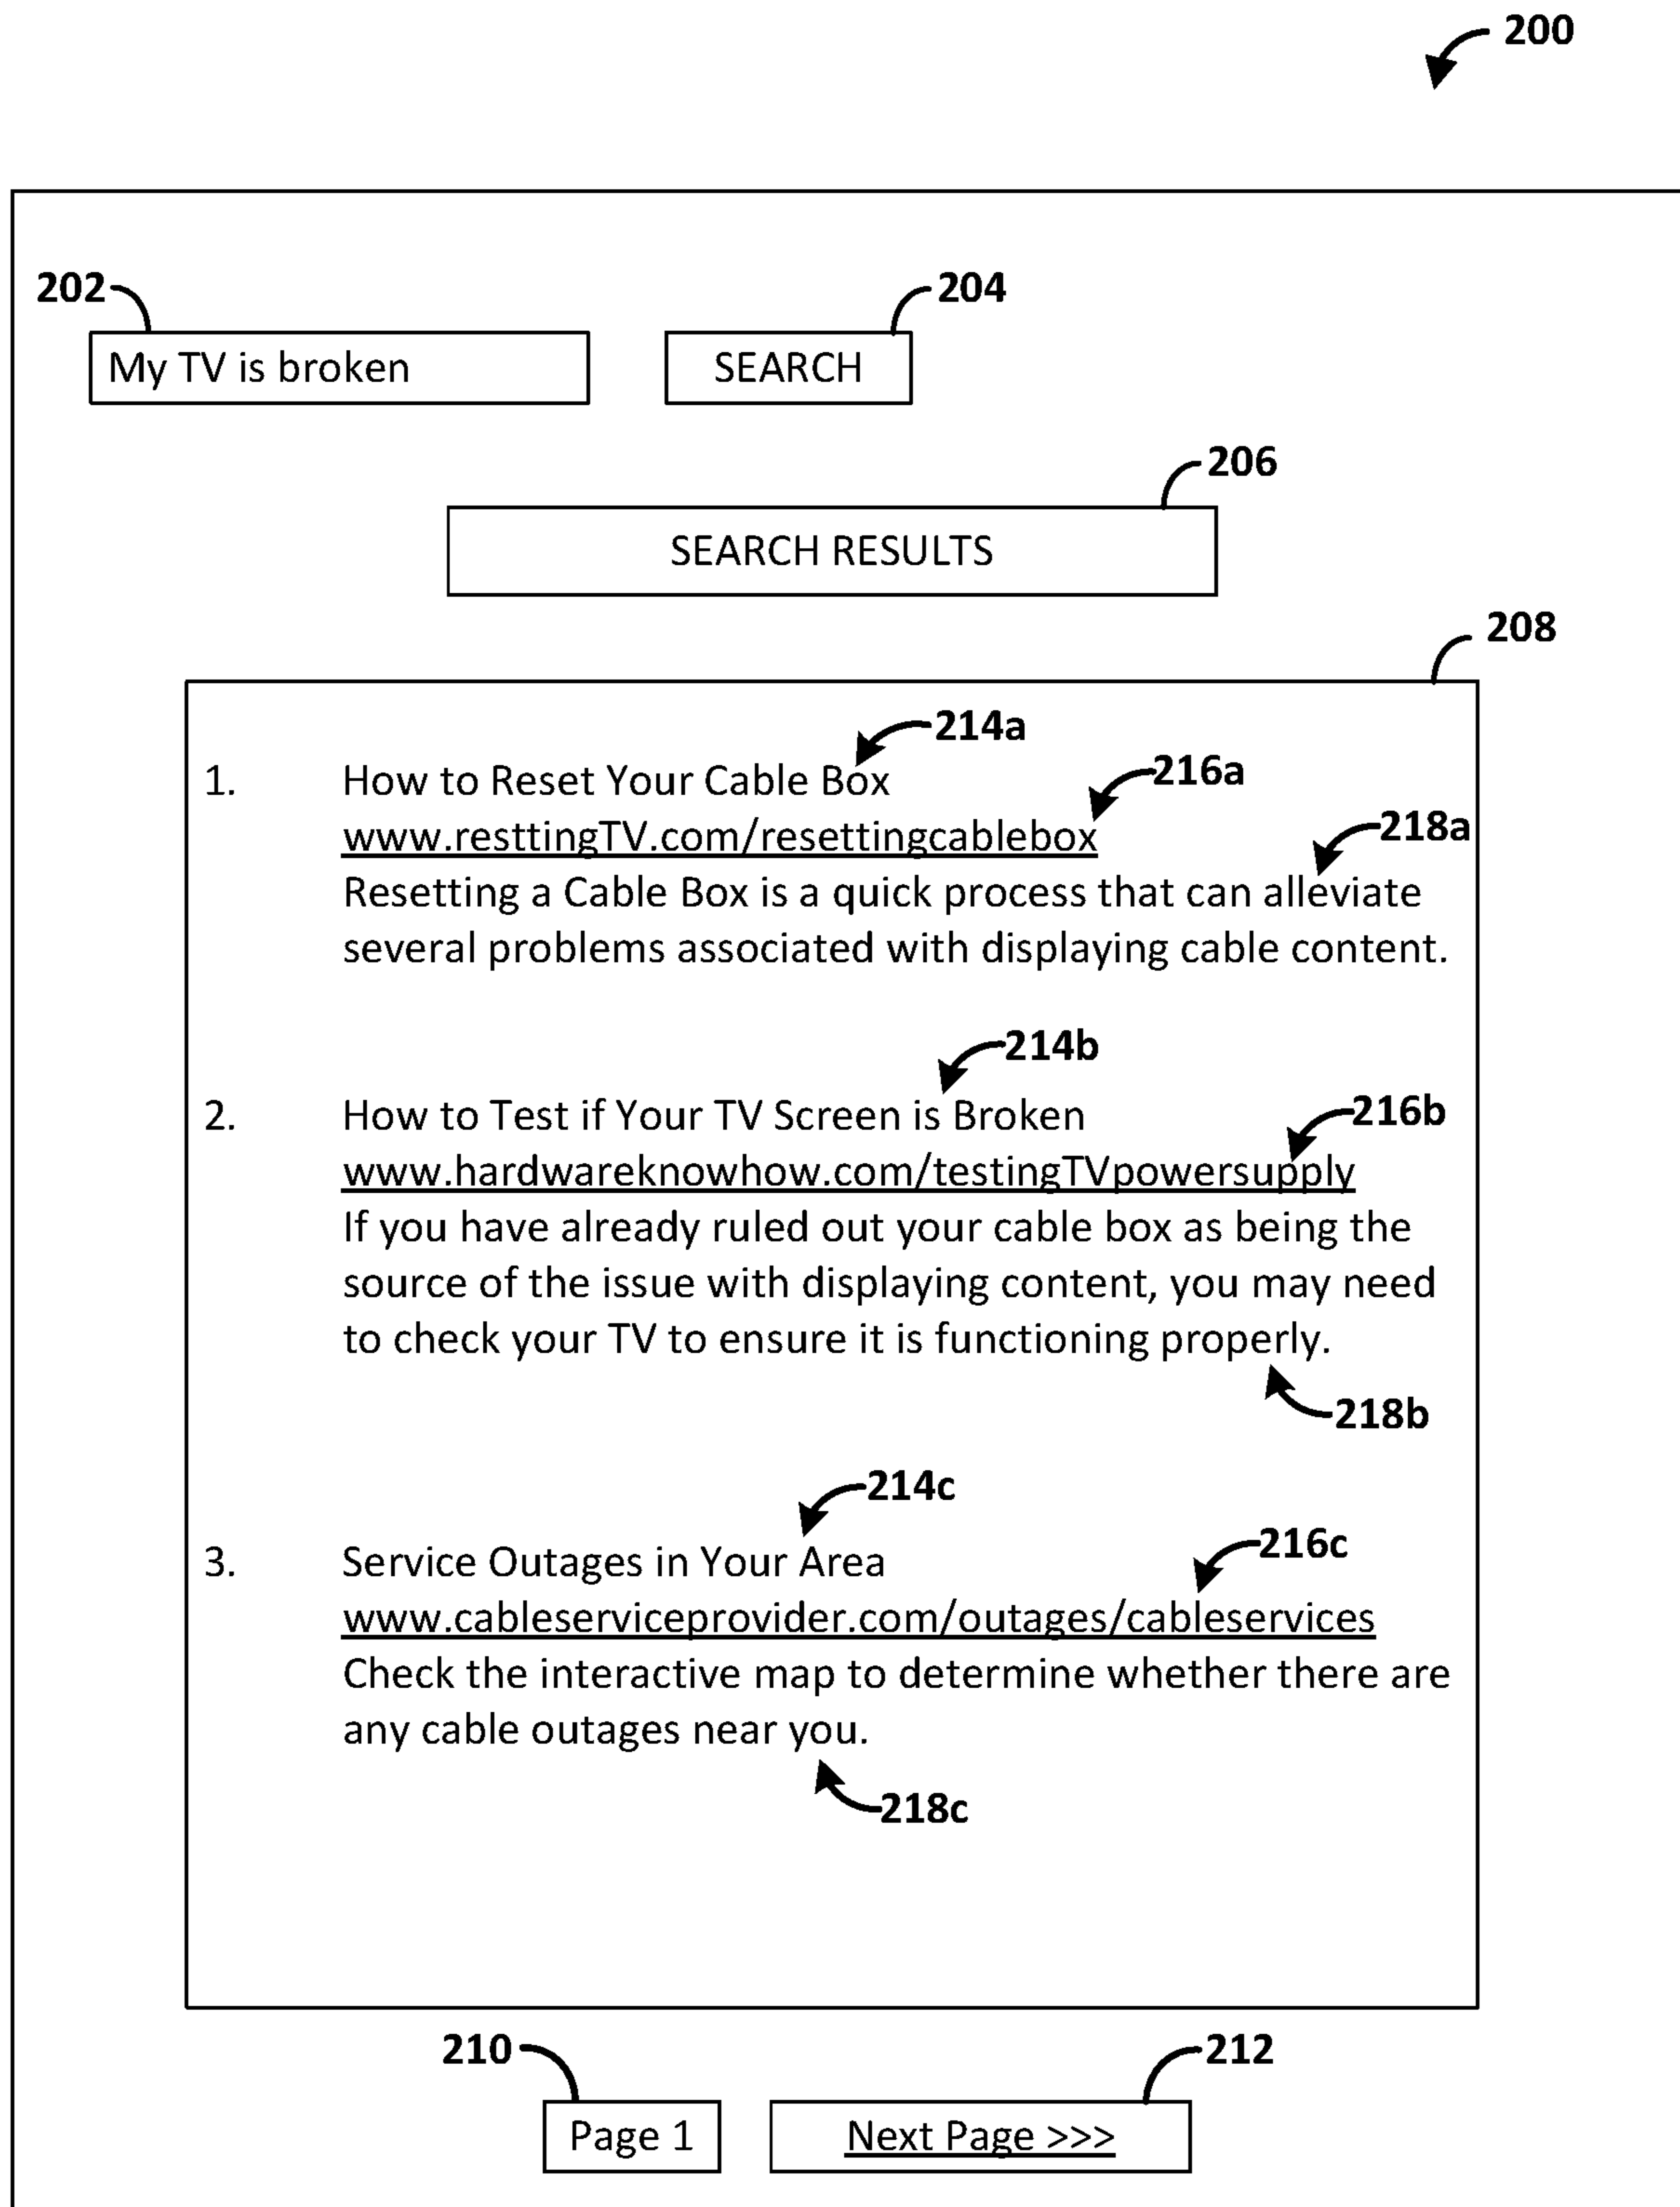 200
202
204
My TV is broken
SEARCH
206
SEARCH RESULTS
208
214a
1. How to Reset Your Cable Box
216a
www.resttingTV.com/resettingcablebox
218a
Resetting a Cable Box is a quick process that can alleviate
several problems associated with displaying cable content.
214b
2. How to Test if Your TV Screen is Broken
216b
www.hardwareknowhow.com/testingTVpowersupply
If you have already ruled out your cable box as being the
source of the issue with displaying content, you may need
to check your TV to ensure it is functioning properly.
218b
214c
3. Service Outages in Your Area
216c
www.cableserviceprovider.com/outages/cableservices
Check the interactive map to determine whether there are
any cable outages near you.
218c
210
212
Page 1
Next Page >>>